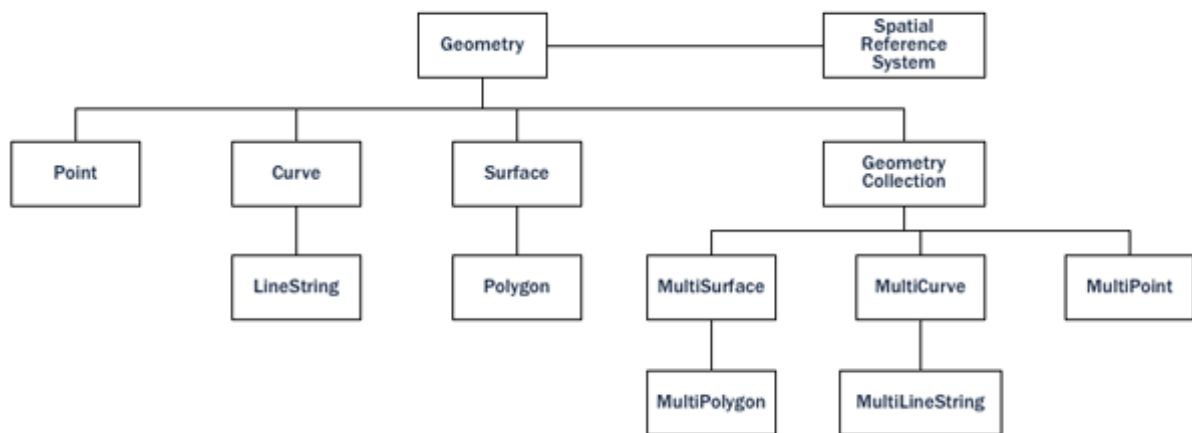 Geometry
Spatial
Reference
System
Point
Curve
Surface
Geometry
Collection
LineString
Polygon
MultiSurface
MultiCurve
MultiPoint
MultiPolygon
MultiLineString